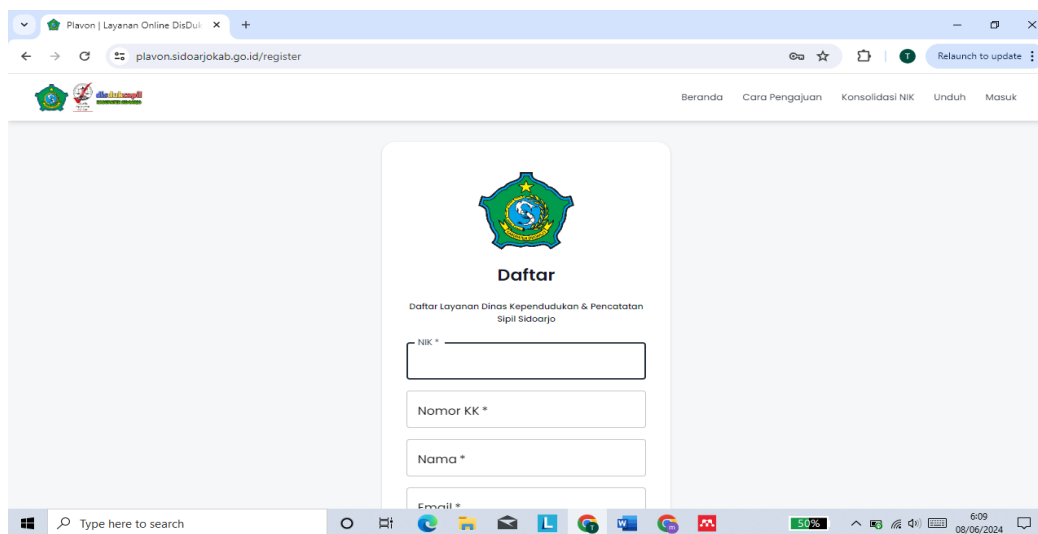 Plavon | Layanan Online DisDuk
plavon.sidoarjokab.go.id/register
T
Relaunch to update
disdukcapil
Beranda Cara Pengajuan Konsolidasi NIK Unduh Masuk
Daftar
Daftar Layanan Dinas Kependudukan & Pencatatan
Sipil Sidoarjo
NIK *
Nomor KK *
Nama *
Email *
Type here to search
50%
6:09
08/06/2024